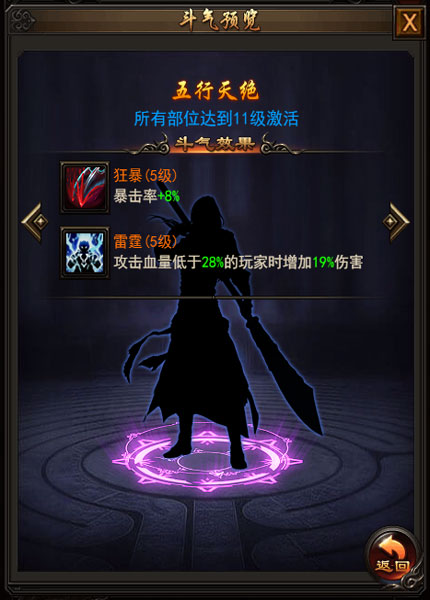 斗气预览
X
五行天绝
所有部位达到11级激活
斗气效果
狂暴(5级)
暴击率+8%
雷霆(5级)
攻击血量低于28%的玩家时增加19%伤害
返回